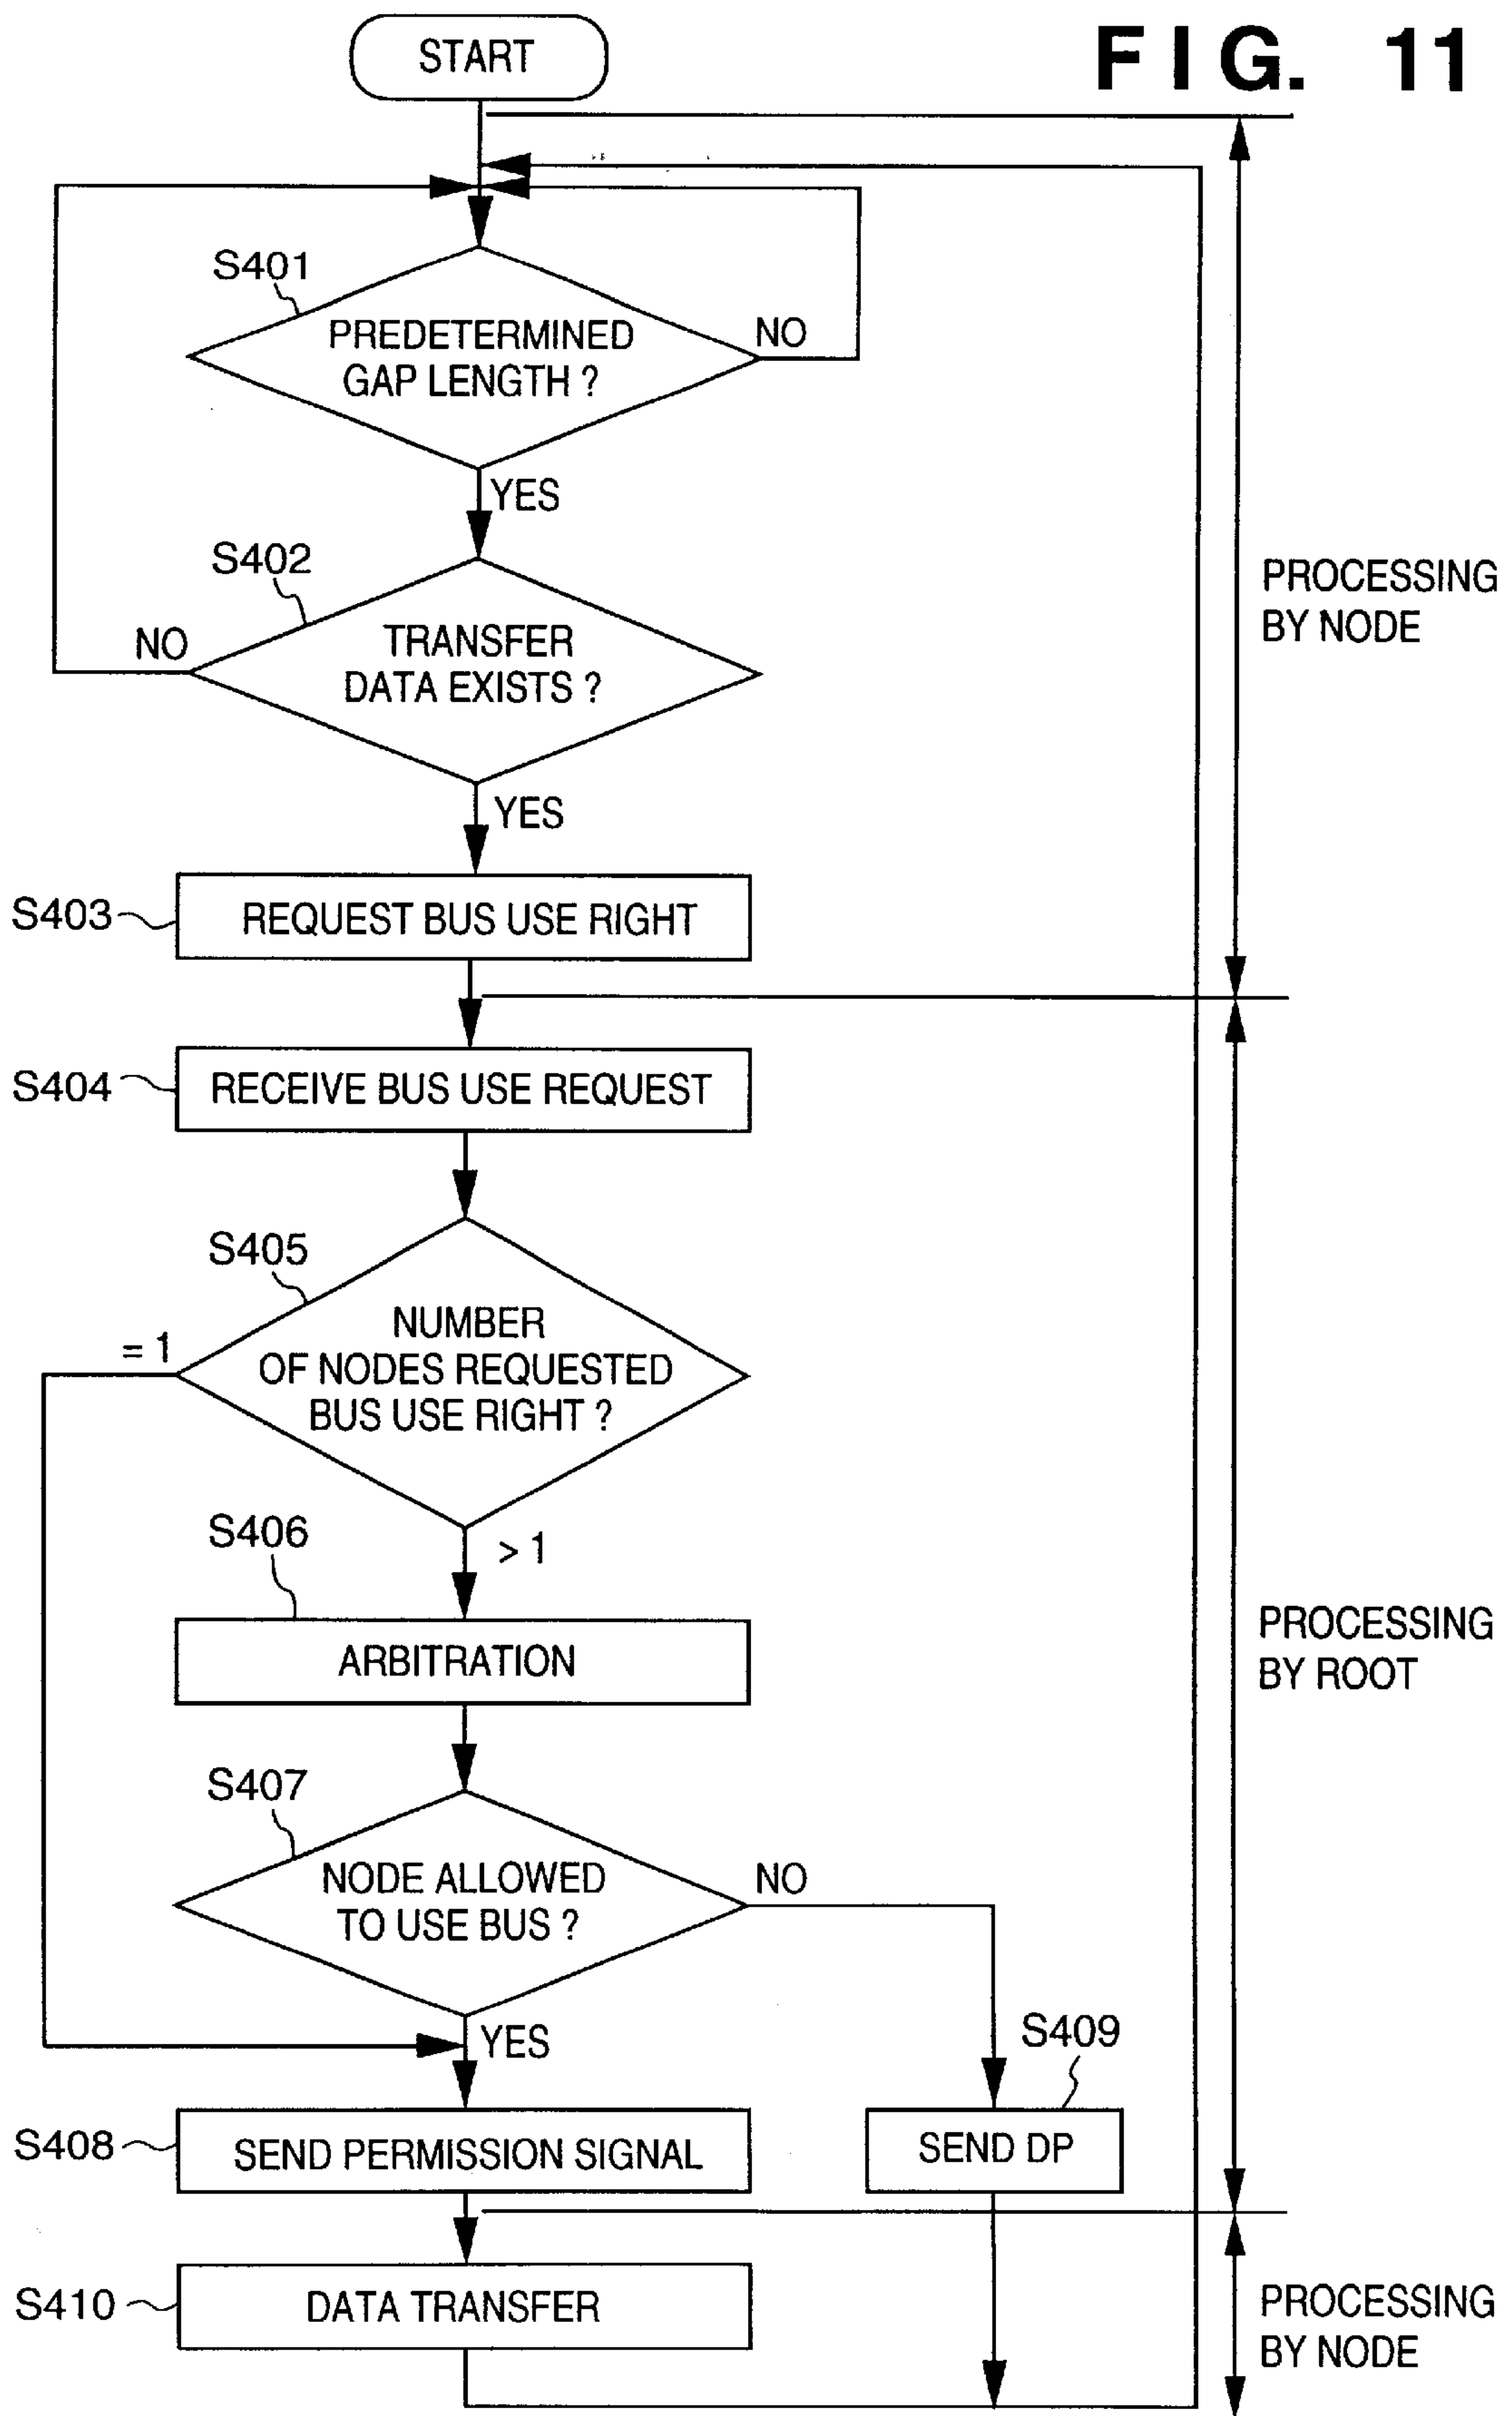 START
FIG. 11
S401
PREDETERMINED
GAP LENGTH ?
NO
YES
S402
NO
TRANSFER
DATA EXISTS ?
PROCESSING
BY NODE
YES
S403
REQUEST BUS USE RIGHT
S404
RECEIVE BUS USE REQUEST
S405
= 1
NUMBER
OF NODES REQUESTED
BUS USE RIGHT ?
S406
> 1
ARBITRATION
PROCESSING
BY ROOT
S407
NODE ALLOWED
TO USE BUS ?
NO
YES
S409
S408
SEND PERMISSION SIGNAL
SEND DP
S410
DATA TRANSFER
PROCESSING
BY NODE